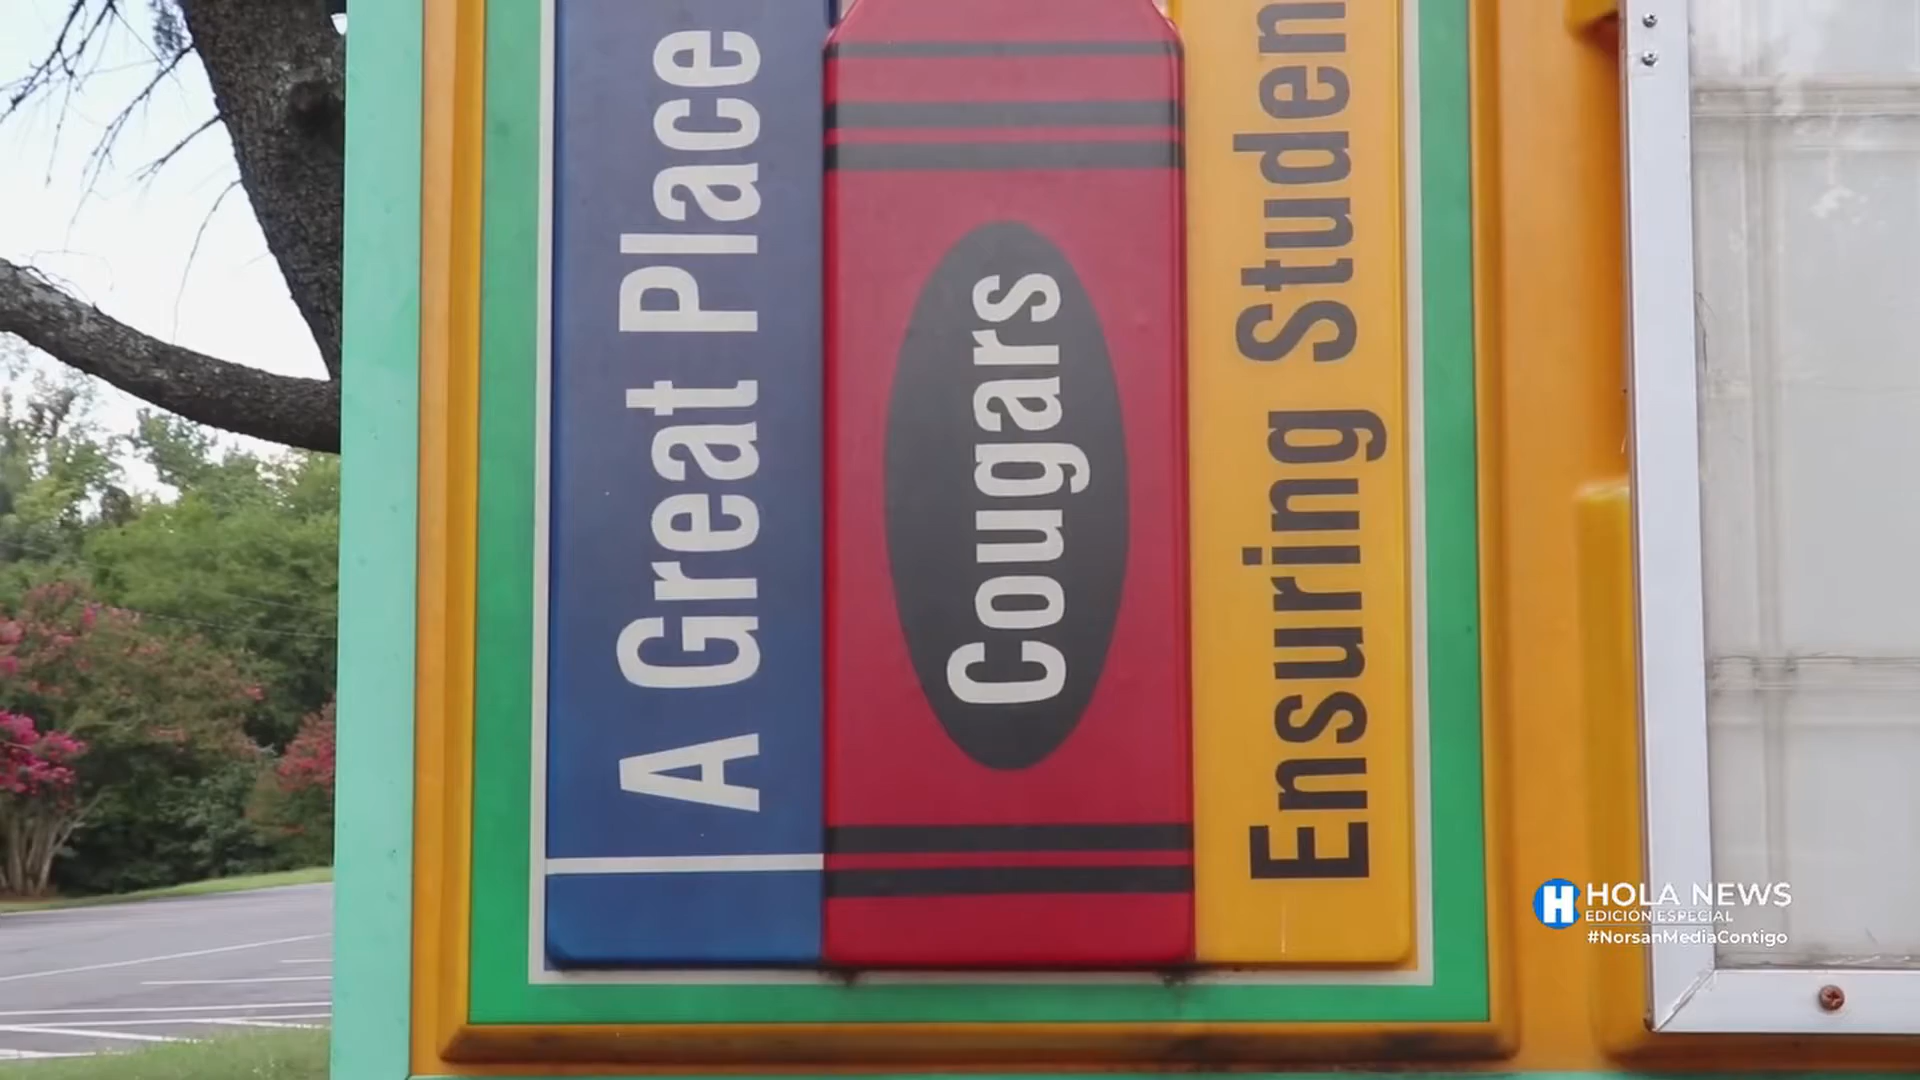 A Great Place
Cougars
Ensuring Studen
H HOLA NEWS
EDICIÓN ESPECIAL
#NorsanMediaContigo